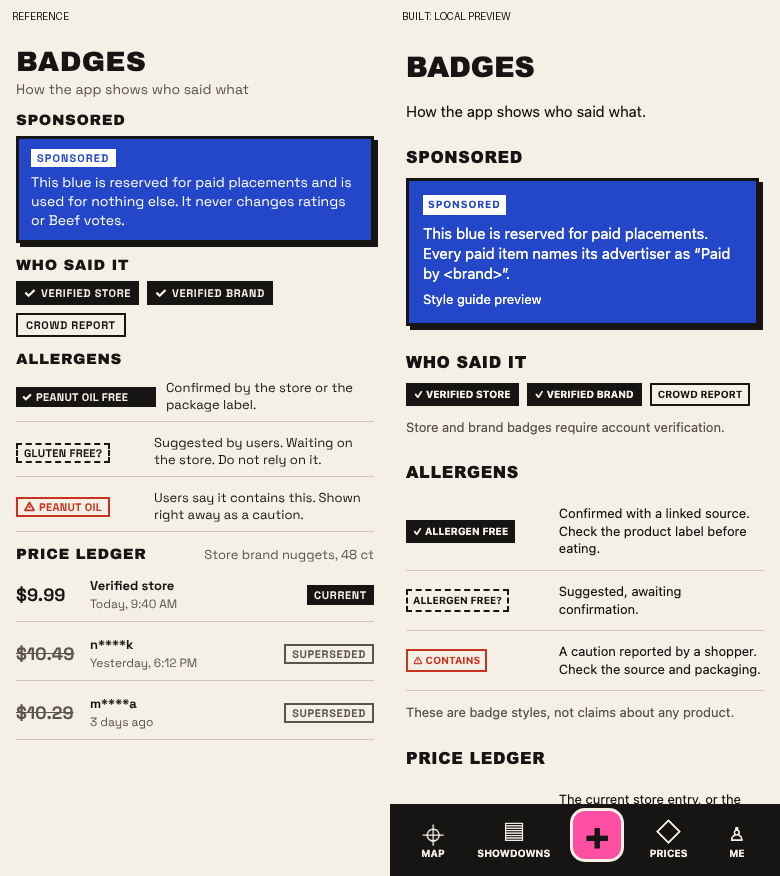 REFERENCE
BADGES
How the app shows who said what
SPONSORED
SPONSORED
This blue is reserved for paid placements and is
used for nothing else. It never changes ratings
or Beef votes.
WHO SAID IT
✓ VERIFIED STORE
✓ VERIFIED BRAND
CROWD REPORT
ALLERGENS
✓ PEANUT OIL FREE
Confirmed by the store or the
package label.
GLUTEN FREE?
Suggested by users. Waiting on
the store. Do not rely on it.
⚠ PEANUT OIL
Users say it contains this. Shown
right away as a caution.
PRICE LEDGER
Store brand nuggets, 48 ct
$9.99
Verified store
Today, 9:40 AM
CURRENT
$10.49
n****k
Yesterday, 6:12 PM
SUPERSEDED
$10.29
m****a
3 days ago
SUPERSEDED
BUILT: LOCAL PREVIEW
BADGES
How the app shows who said what.
SPONSORED
SPONSORED
This blue is reserved for paid placements.
Every paid item names its advertiser as “Paid
by <brand>”.
Style guide preview
WHO SAID IT
✓ VERIFIED STORE
✓ VERIFIED BRAND
CROWD REPORT
Store and brand badges require account verification.
ALLERGENS
✓ ALLERGEN FREE
Confirmed with a linked source.
Check the product label before
eating.
ALLERGEN FREE?
Suggested, awaiting
confirmation.
⚠ CONTAINS
A caution reported by a shopper.
Check the source and packaging.
These are badge styles, not claims about any product.
PRICE LEDGER
The current store entry, or the
MAP
SHOWDOWNS
+
PRICES
ME